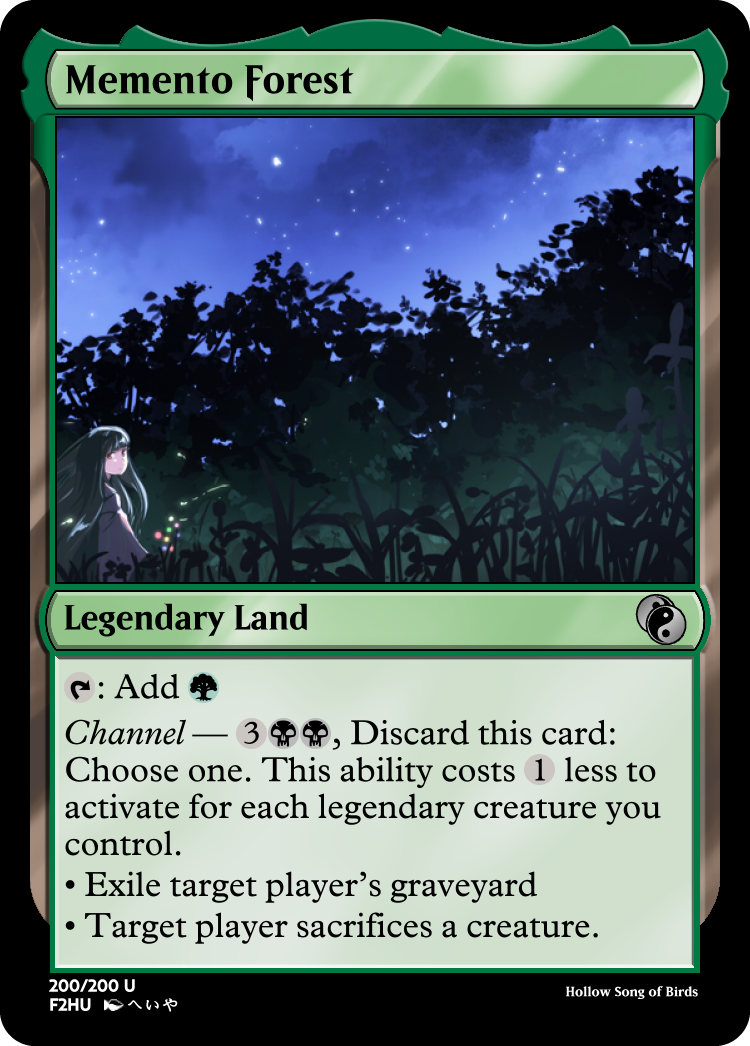 Memento Forest
Legendary Land
: Add
Channel — 3, Discard this card:
Choose one. This ability costs 1 less to
activate for each legendary creature you
control.
• Exile target player's graveyard
• Target player sacrifices a creature.
200/200 U
F2HU へいや
Hollow Song of Birds